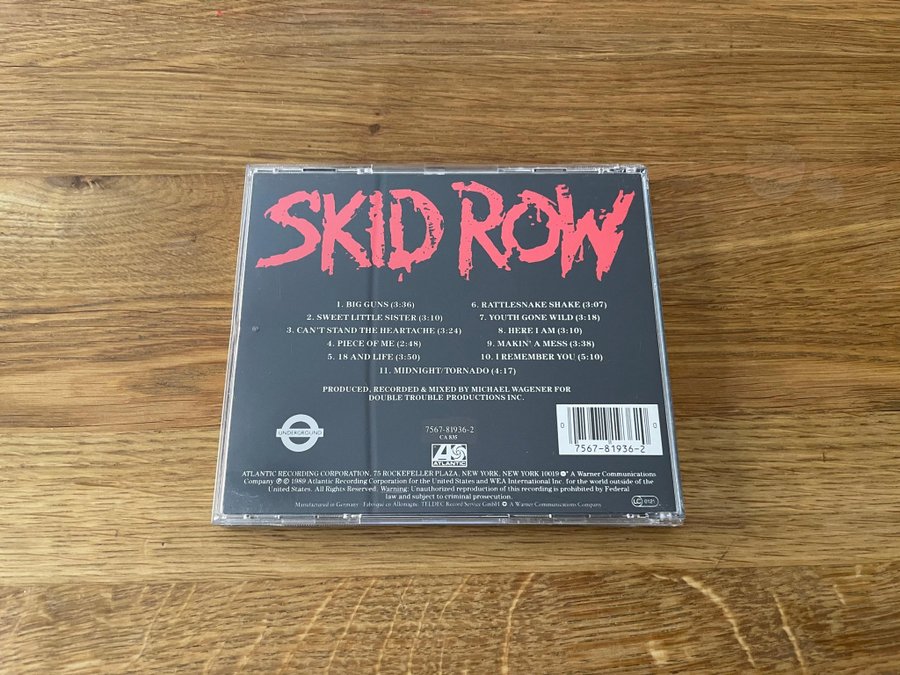 SKID ROW
1. BIG GUNS (3:36)
2. SWEET LITTLE SISTER (3:10)
3. CAN'T STAND THE HEARTACHE (3:24)
4. PIECE OF ME (2:48)
5. 18 AND LIFE (3:50)
6. RATTLESNAKE SHAKE (3:07)
7. YOUTH GONE WILD (3:18)
8. HERE I AM (3:10)
9. MAKIN' A MESS (3:38)
10. I REMEMBER YOU (5:10)
11. MIDNIGHT/TORNADO (4:17)
PRODUCED, RECORDED & MIXED BY MICHAEL WAGENER FOR
DOUBLE TROUBLE PRODUCTIONS INC.
UNDERGROUND
7567-81936-2
CA 835
ATLANTIC
0 0
7567-81936-2
ATLANTIC RECORDING CORPORATION, 75 ROCKEFELLER PLAZA, NEW YORK, NEW YORK 10019 ®* A Warner Communications
Company ℗ © 1989 Atlantic Recording Corporation for the United States and WEA International Inc. for the world outside of the
United States. All Rights Reserved. Warning: Unauthorized reproduction of this recording is prohibited by Federal
law and subject to criminal prosecution.
Manufactured in Germany · Fabriqué en Allemagne. TELDEC Record Service GmbH A Warner Communications Company.
LC 0121